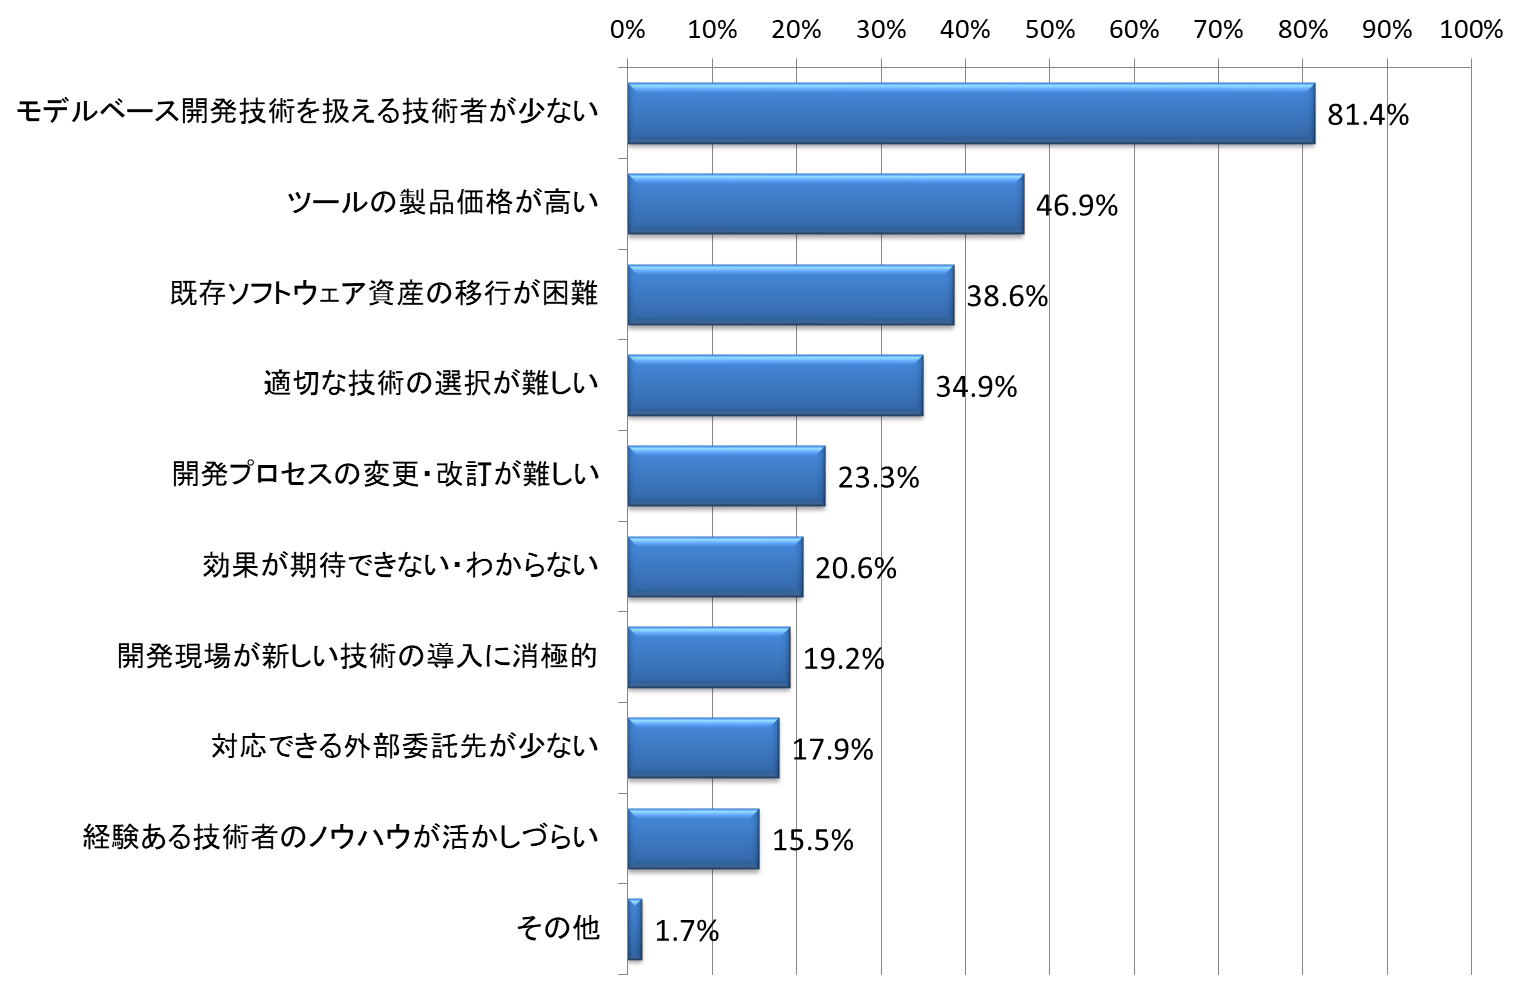 0% 10% 20% 30% 40% 50% 60% 70% 80% 90% 100%
モデルベース開発技術を扱える技術者が少ない 81.4%
ツールの製品価格が高い 46.9%
既存ソフトウェア資産の移行が困難 38.6%
適切な技術の選択が難しい 34.9%
開発プロセスの変更・改訂が難しい 23.3%
効果が期待できない・わからない 20.6%
開発現場が新しい技術の導入に消極的 19.2%
対応できる外部委託先が少ない 17.9%
経験ある技術者のノウハウが活かしづらい 15.5%
その他 1.7%